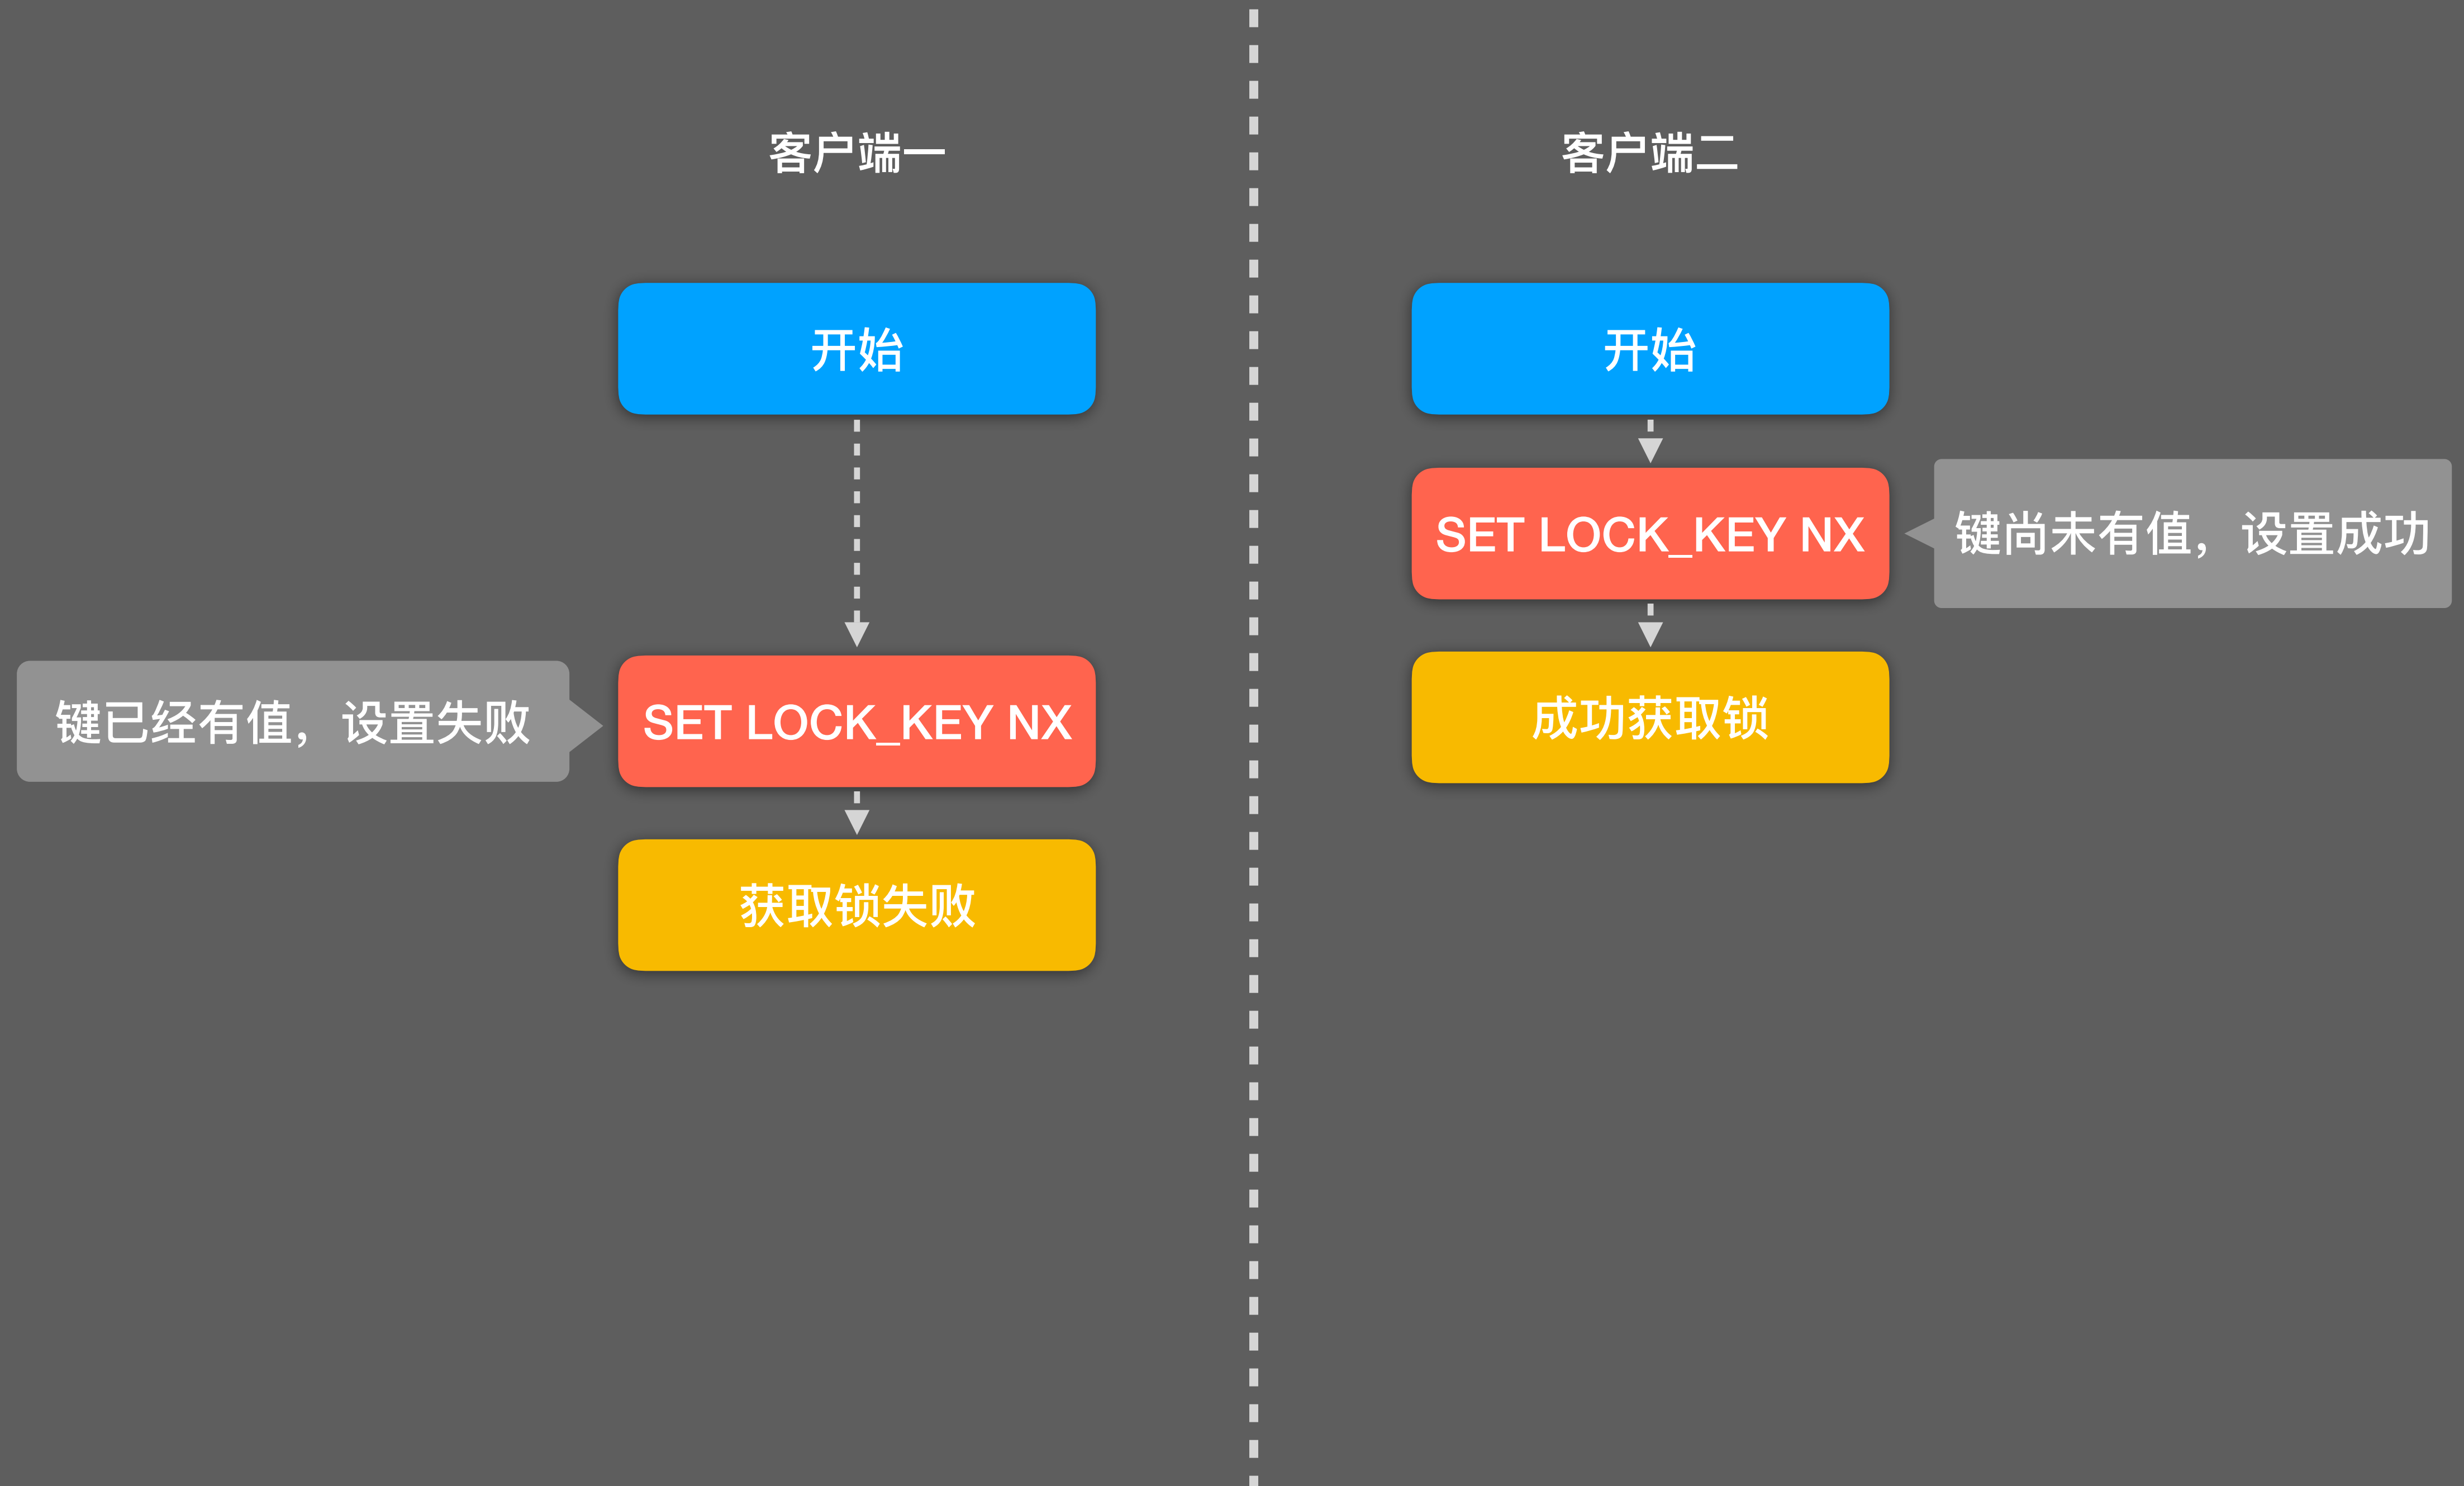 客户端一
客户端二
开始
开始
SET LOCK_KEY NX
键尚未有值，设置成功
键已经有值，设置失败
SET LOCK_KEY NX
成功获取锁
获取锁失败